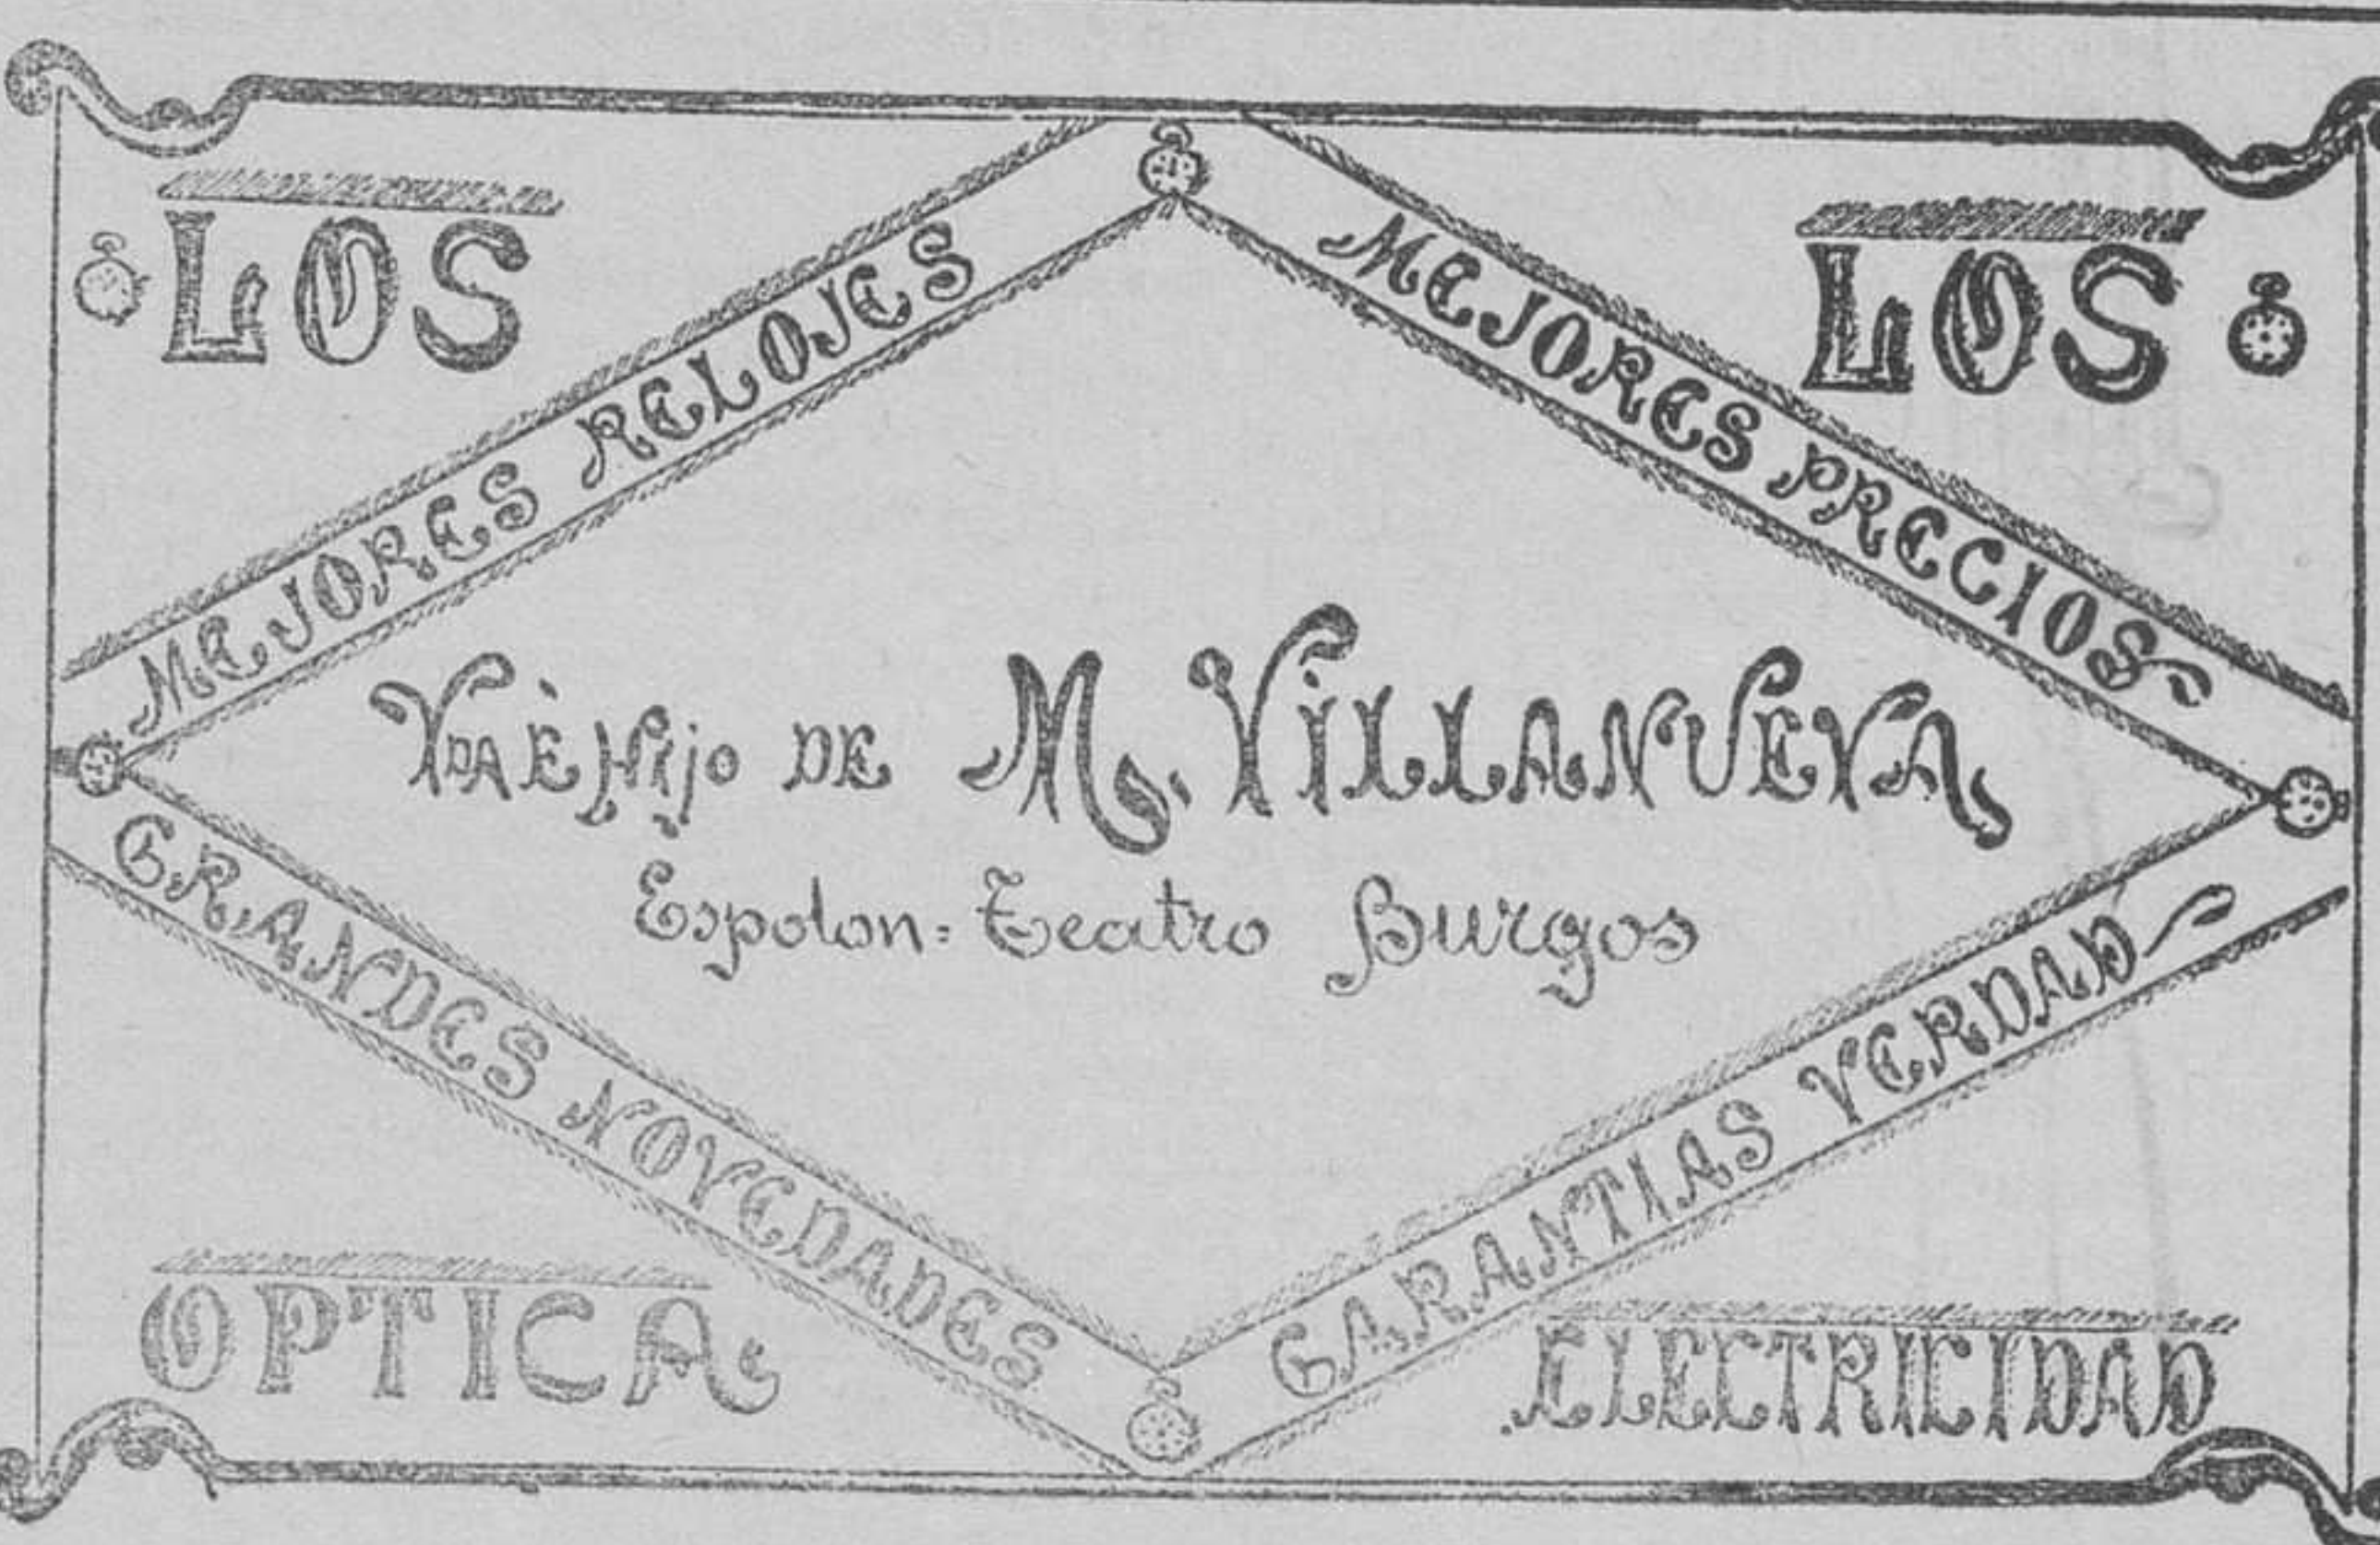 LOS
MEJORES RELOJES
LOS
MEJORES PRECIOS
VDA É HIJO DE M. VILLANUEVA
Espolon=Teatro Burgos
GRANDES NOVEDADES
GARANTIAS VERDAD
OPTICA
ELECTRICIDAD